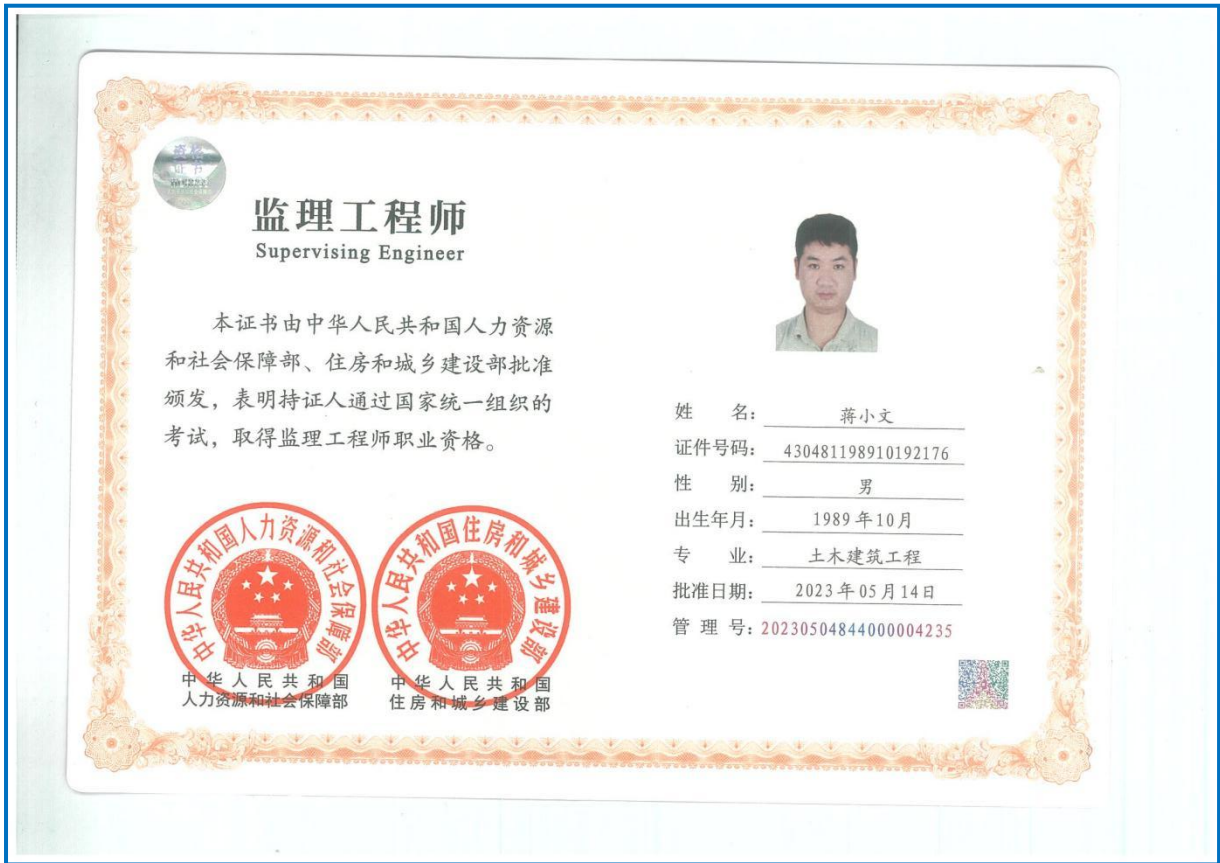 资格
证书
监理工程师
Supervising Engineer
本证书由中华人民共和国人力资源
和社会保障部、住房和城乡建设部批准
颁发，表明持证人通过国家统一组织的
考试，取得监理工程师职业资格。
中华人民共和国人力资源和社会保障部
中华人民共和国
人力资源和社会保障部
中华人民共和国住房和城乡建设部
中华人民共和国
住房和城乡建设部
姓 名：蒋小文
证件号码：430481198910192176
性 别：男
出生年月：1989年10月
专 业：土木建筑工程
批准日期：2023年05月14日
管 理 号：20230504844000004235